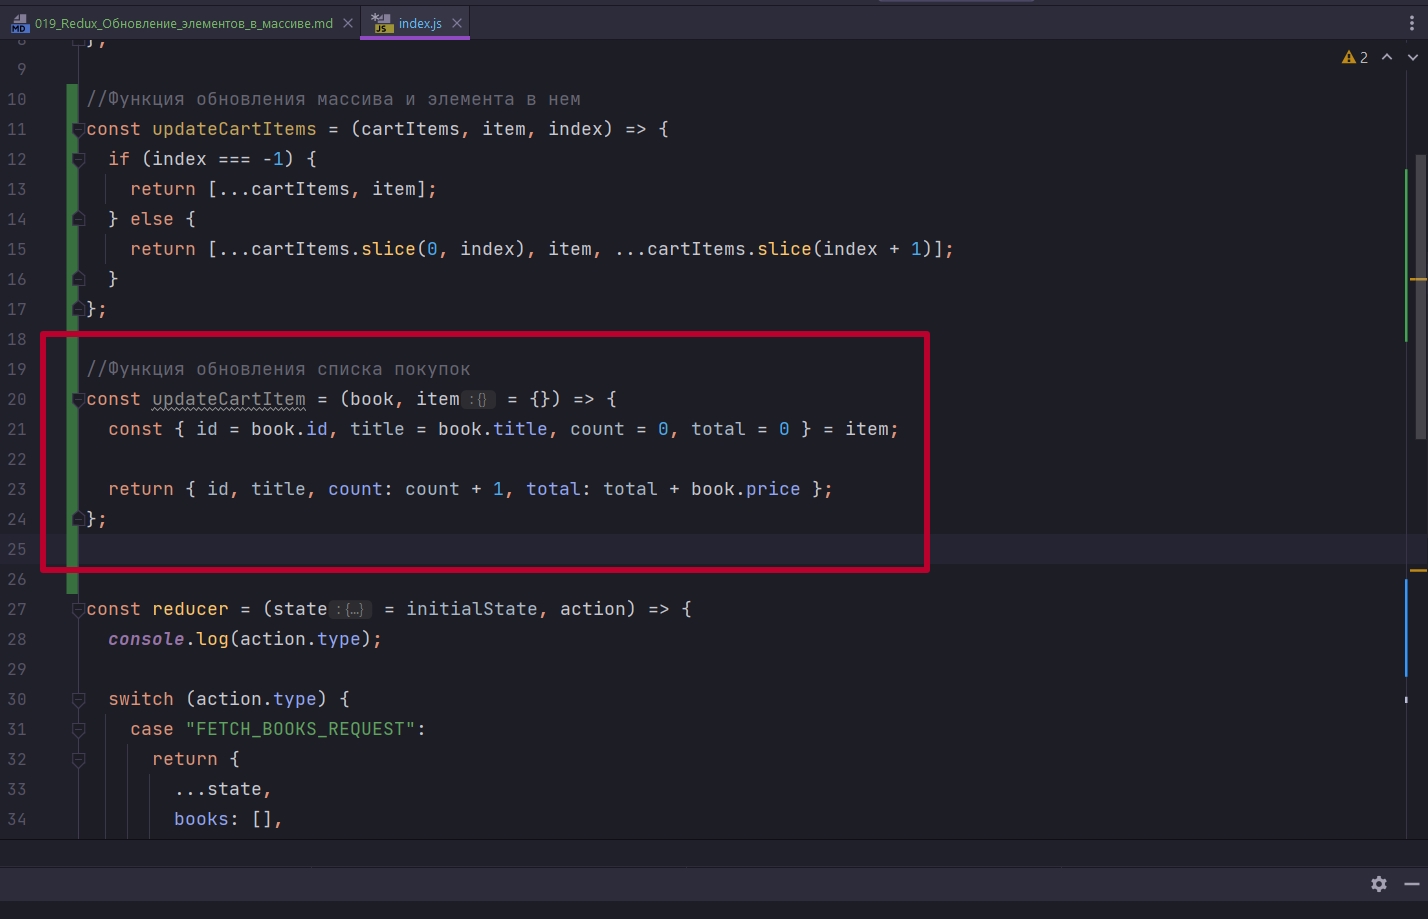 019_Redux_Обновление_элементов_в_массиве.md
index.js
2
8 };
9
10 //Функция обновления массива и элемента в нем
11 const updateCartItems = (cartItems, item, index) => {
12 if (index === -1) {
13 return [...cartItems, item];
14 } else {
15 return [...cartItems.slice(0, index), item, ...cartItems.slice(index + 1)];
16 }
17 };
18
19 //Функция обновления списка покупок
20 const updateCartItem = (book, item : {} = {}) => {
21 const { id = book.id, title = book.title, count = 0, total = 0 } = item;
22
23 return { id, title, count: count + 1, total: total + book.price };
24 };
25
26
27 const reducer = (state : {...} = initialState, action) => {
28 console.log(action.type);
29
30 switch (action.type) {
31 case "FETCH_BOOKS_REQUEST":
32 return {
33 ...state,
34 books: [],